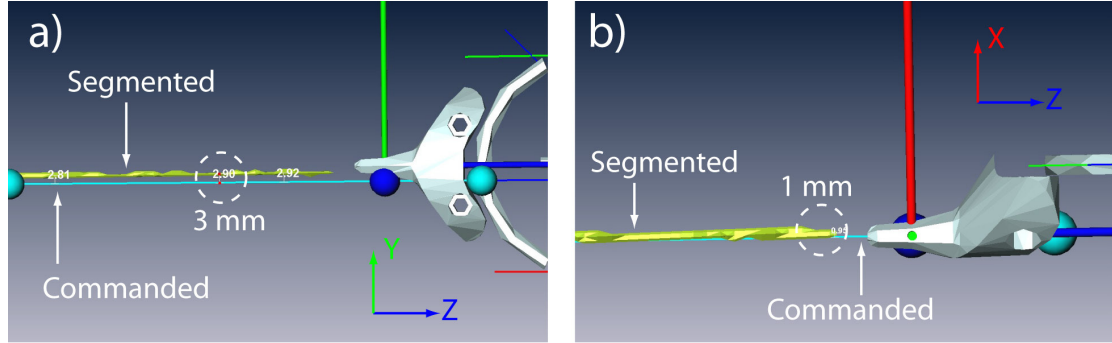 a)
Segmented
2.81
2.90
2.92
3 mm
Commanded
Y
Z
b)
X
Z
Segmented
1 mm
0.95
Commanded